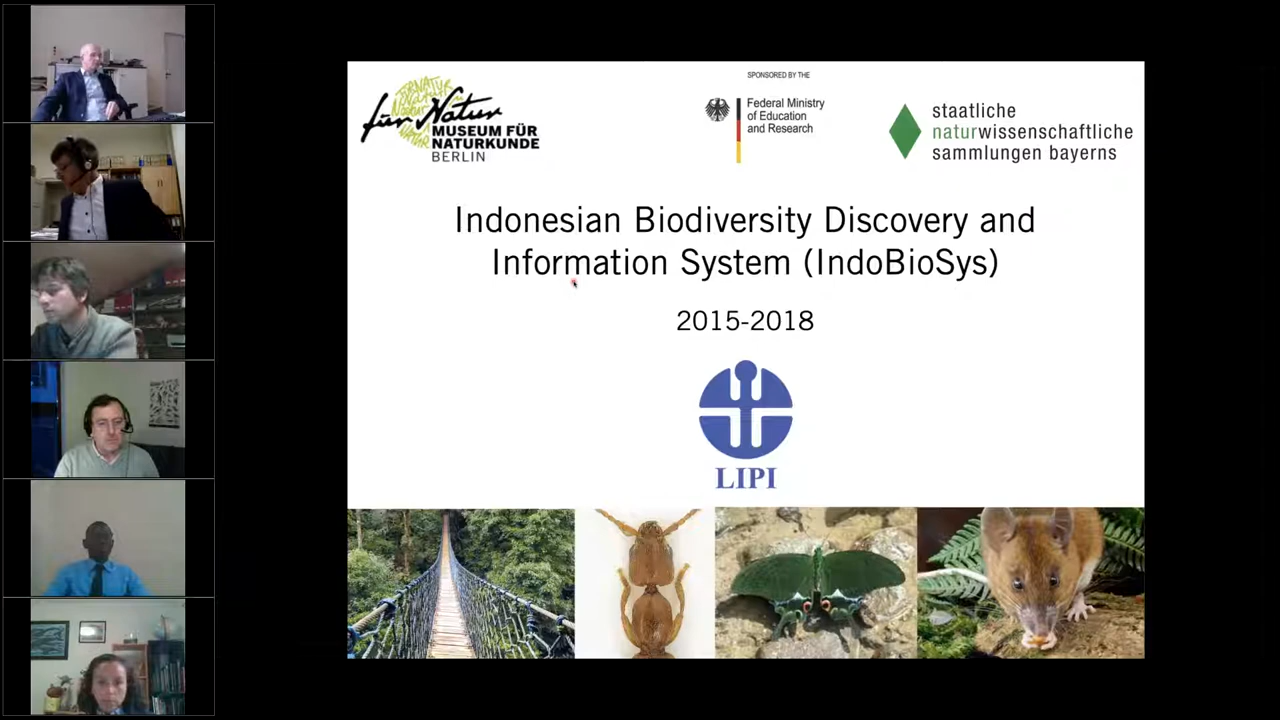 für Natur
MUSEUM FÜR
NATURKUNDE
BERLIN
SPONSORED BY THE
Federal Ministry
of Education
and Research
staatliche
naturwissenschaftliche
sammlungen bayerns
Indonesian Biodiversity Discovery and
Information System (IndoBioSys)
2015-2018
LIPI